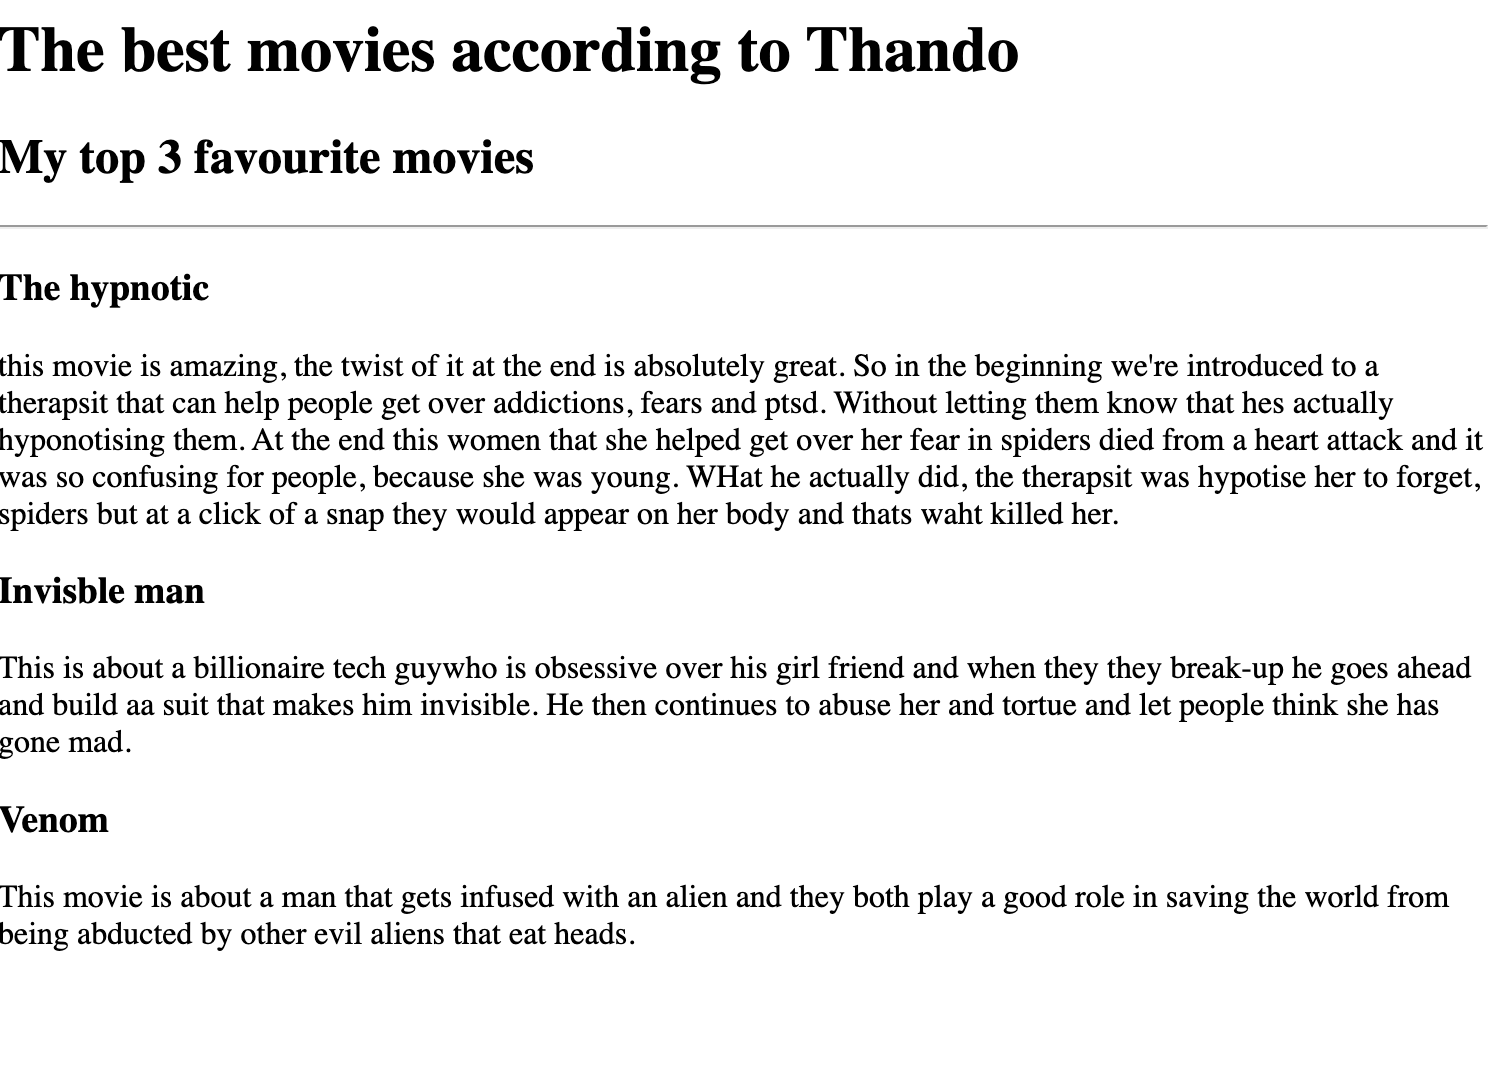 The best movies according to Thando
My top 3 favourite movies
The hypnotic
this movie is amazing, the twist of it at the end is absolutely great. So in the beginning we're introduced to a
therapsit that can help people get over addictions, fears and ptsd. Without letting them know that hes actually
hyponotising them. At the end this women that she helped get over her fear in spiders died from a heart attack and it
was so confusing for people, because she was young. WHat he actually did, the therapsit was hypotise her to forget,
spiders but at a click of a snap they would appear on her body and thats waht killed her.
Invisble man
This is about a billionaire tech guywho is obsessive over his girl friend and when they they break-up he goes ahead
and build aa suit that makes him invisible. He then continues to abuse her and tortue and let people think she has
gone mad.
Venom
This movie is about a man that gets infused with an alien and they both play a good role in saving the world from
being abducted by other evil aliens that eat heads.